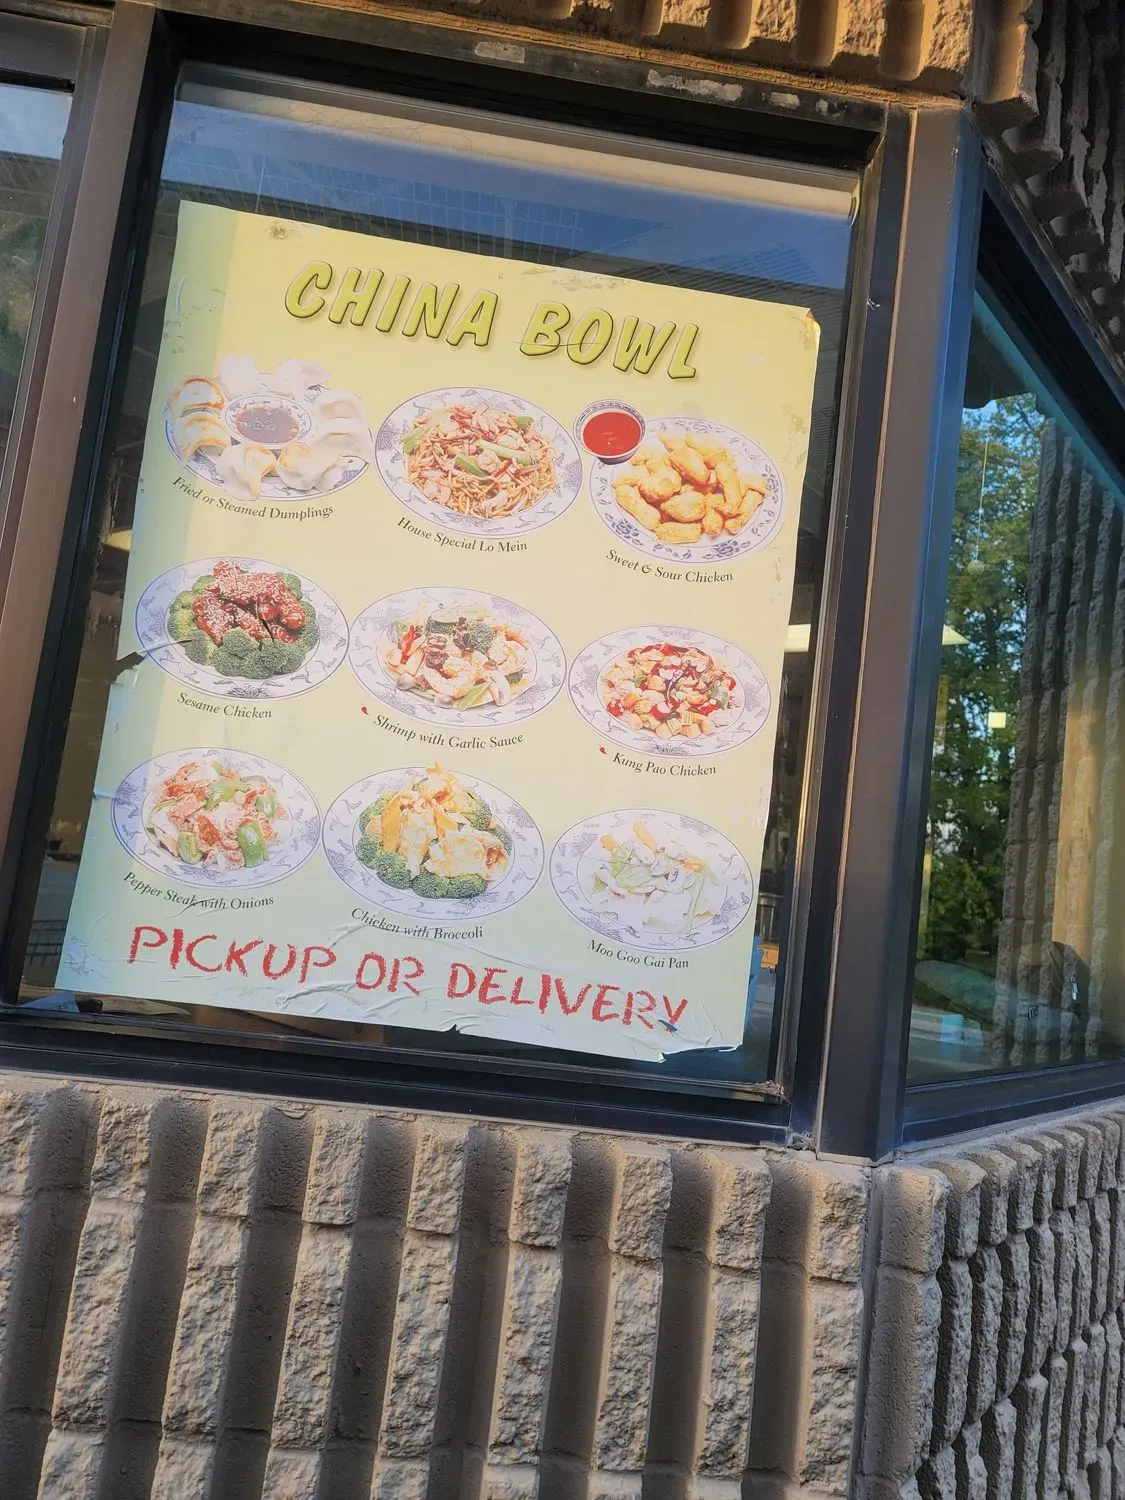 CHINA BOWL
Fried or Steamed Dumplings
House Special Lo Mein
Sweet & Sour Chicken
Sesame Chicken
Shrimp with Garlic Sauce
Kung Pao Chicken
Pepper Steak with Onions
Chicken with Broccoli
Moo Goo Gai Pan
PICKUP OR DELIVERY